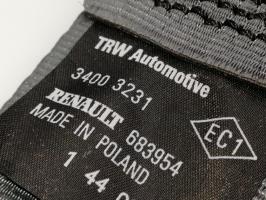 TRW Automotive
3400 3231
RENAULT 683954
MADE IN POLAND
EC1
1 44